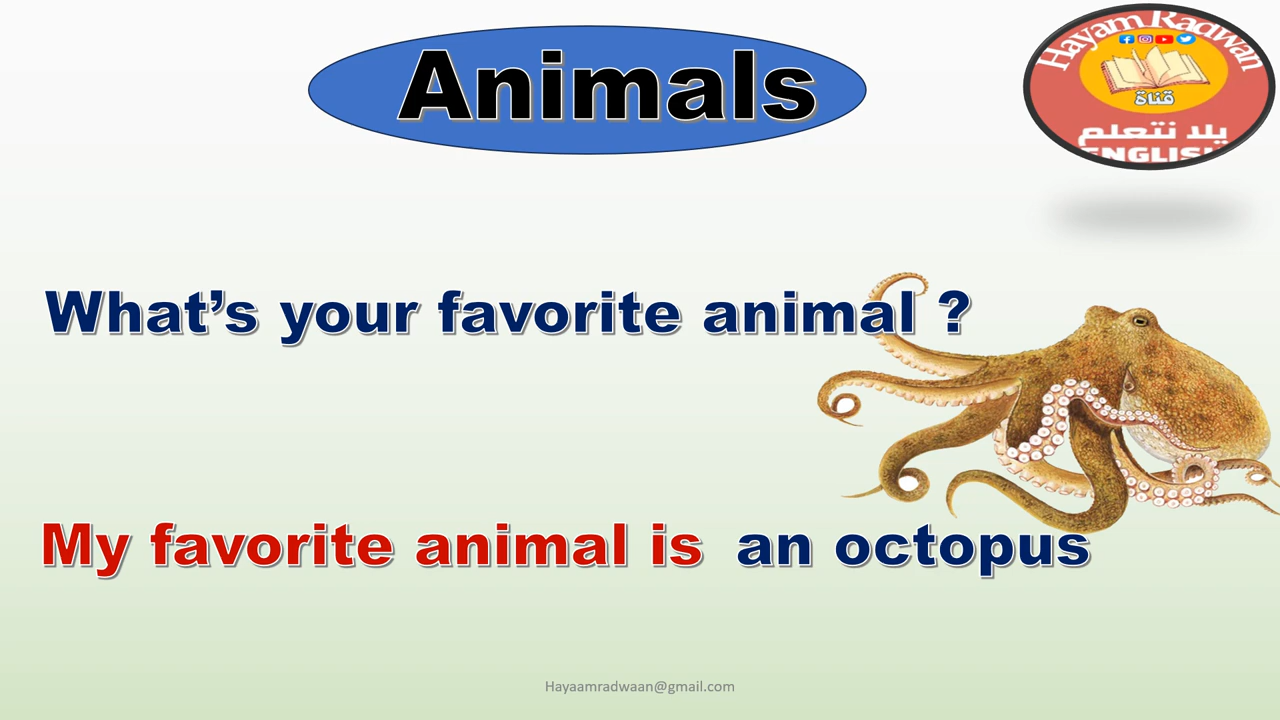 Animals
Hayam Radwan
قناة
يلا نتعلم
ENGLISH
What’s your favorite animal ?
My favorite animal is an octopus
Hayaamradwaan@gmail.com